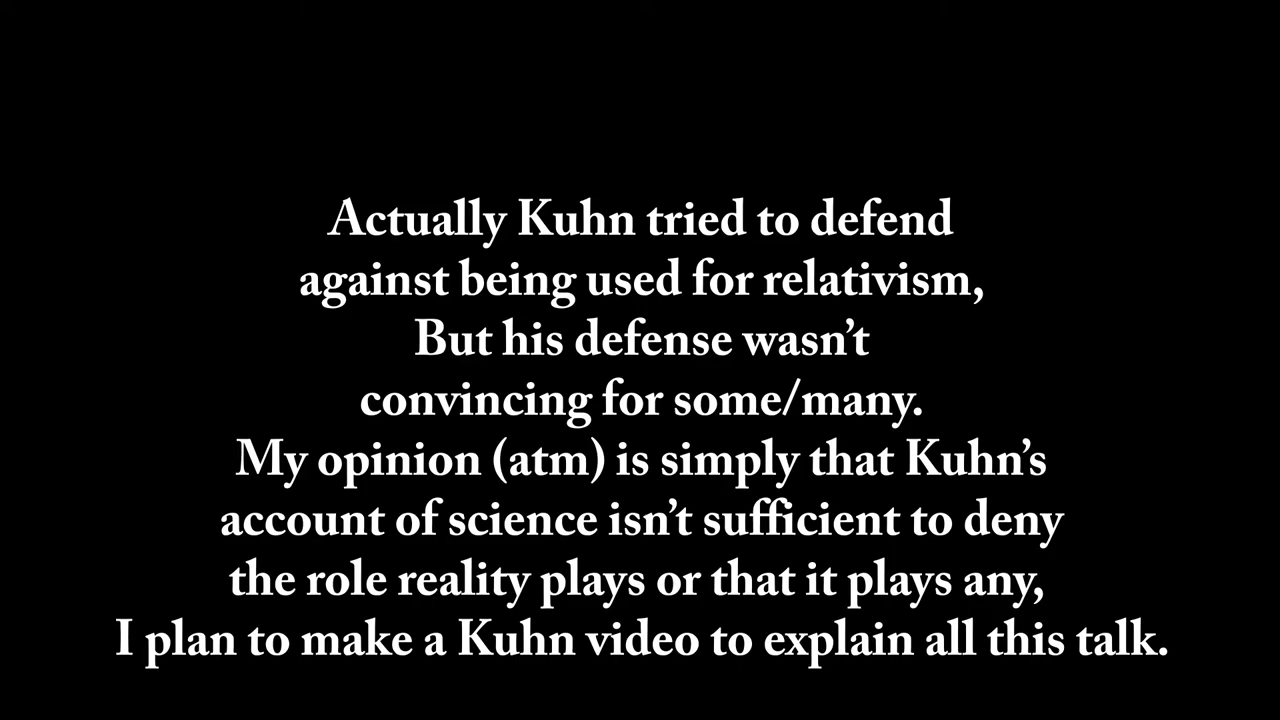 Actually Kuhn tried to defend
against being used for relativism,
But his defense wasn’t
convincing for some/many.
My opinion (atm) is simply that Kuhn’s
account of science isn’t sufficient to deny
the role reality plays or that it plays any,
I plan to make a Kuhn video to explain all this talk.